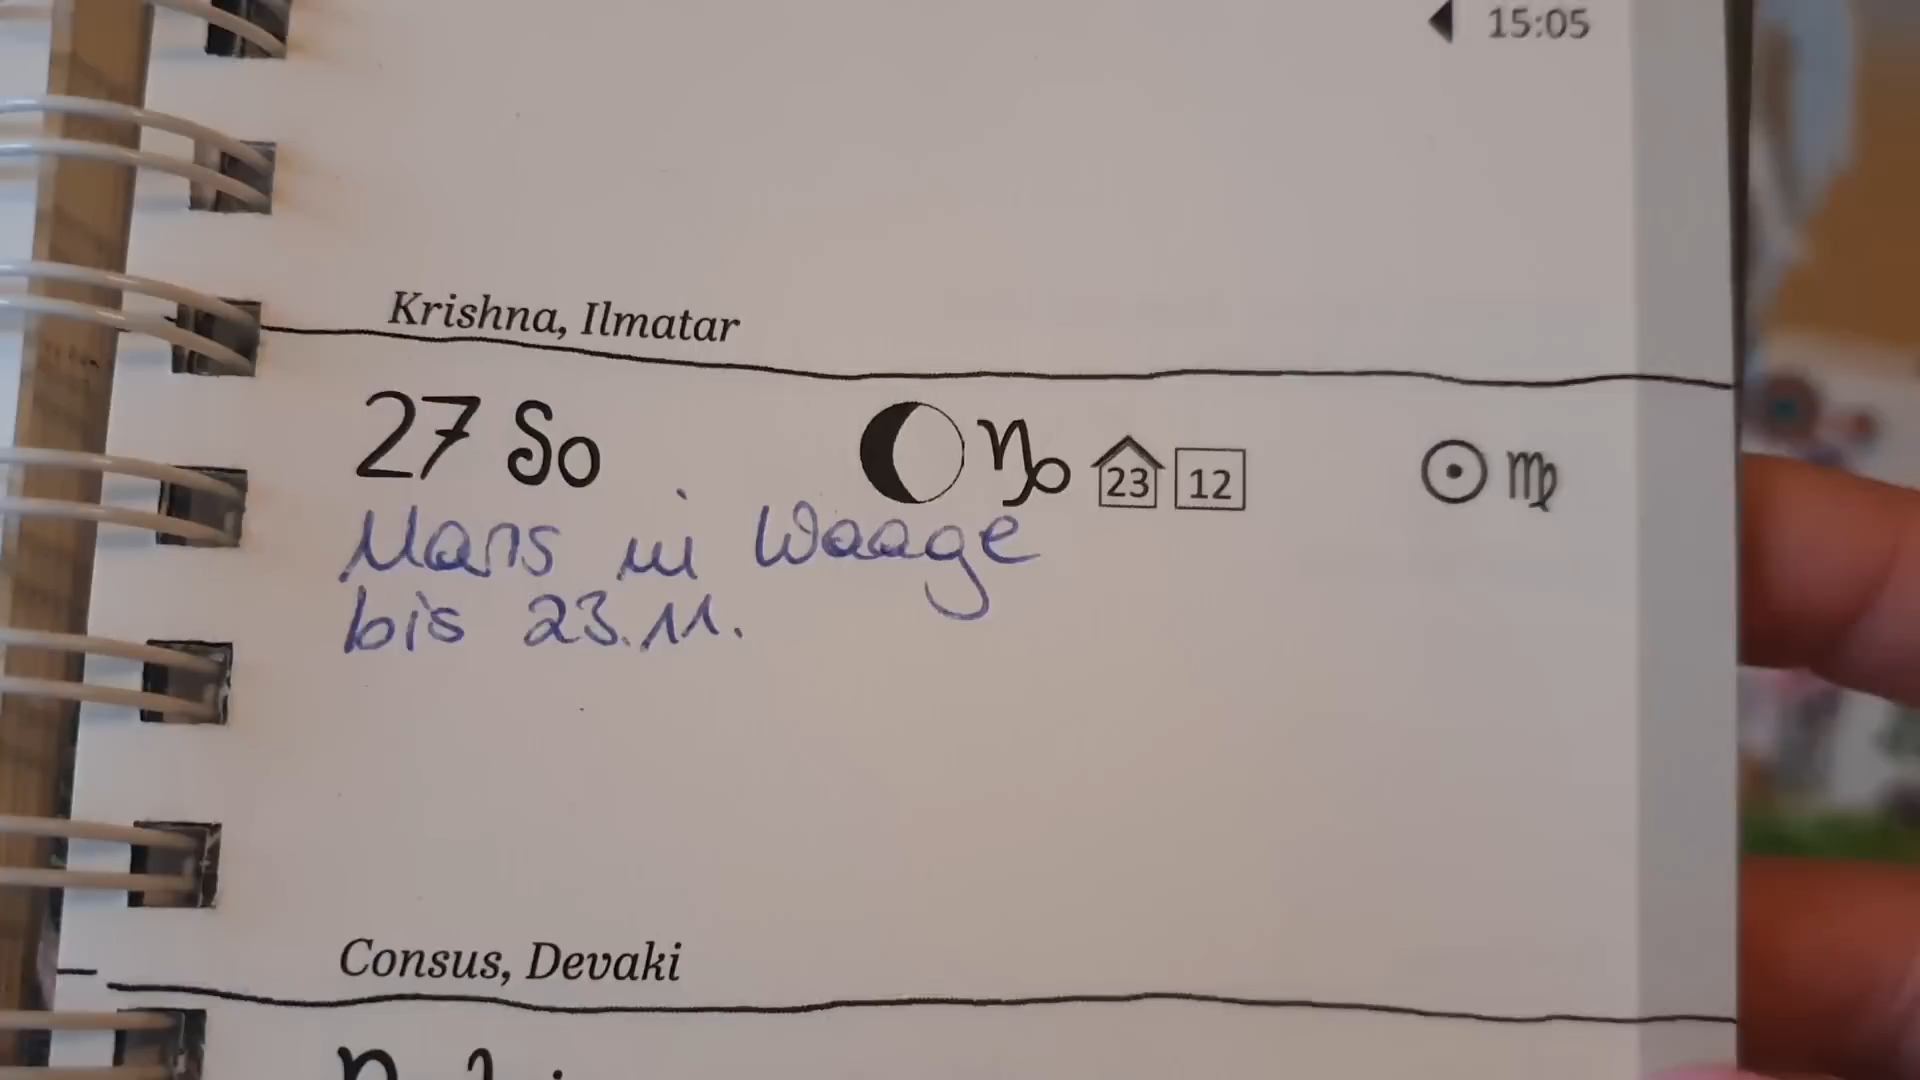 ◀ 15:05
Krishna, Ilmatar
27 So ♑ 23 12 ☉ ♍
Mars in Waage
bis 23.11.
Consus, Devaki